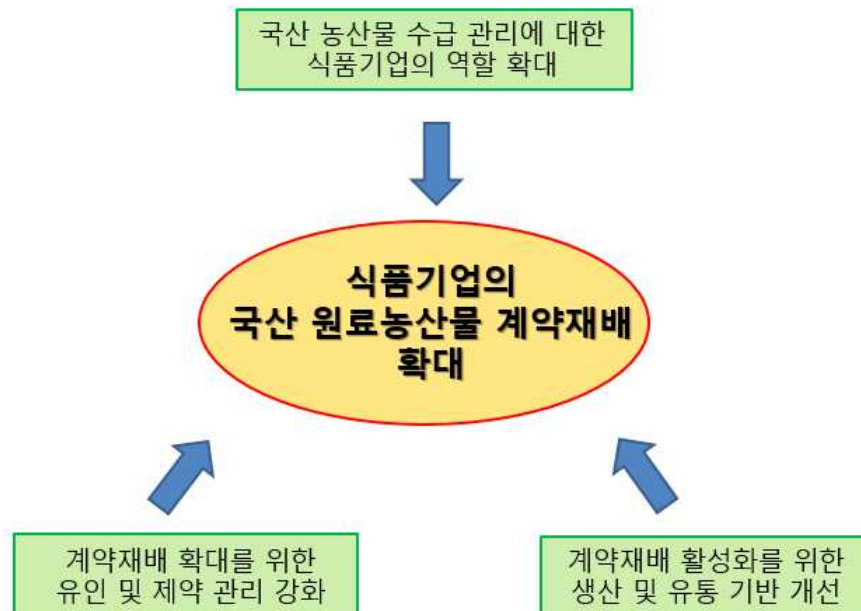 국산 농산물 수급 관리에 대한
식품기업의 역할 확대
식품기업의
국산 원료농산물 계약재배
확대
계약재배 확대를 위한
유인 및 제약 관리 강화
계약재배 활성화를 위한
생산 및 유통 기반 개선